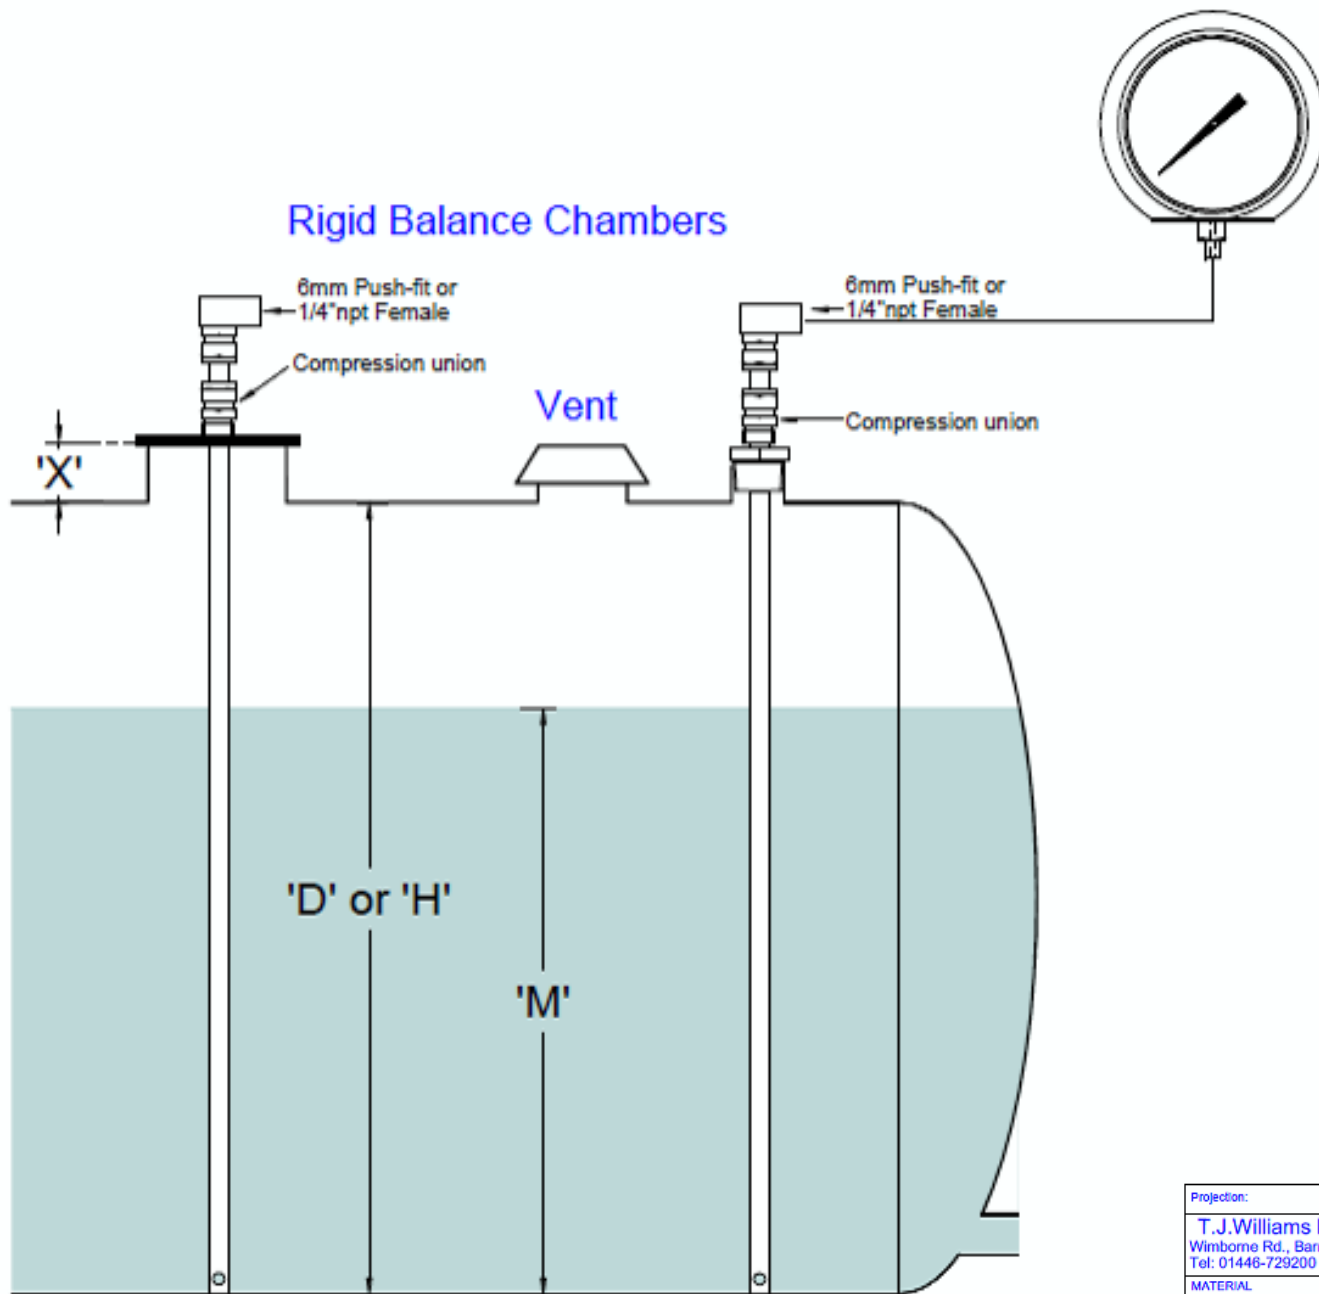 Rigid Balance Chambers
6mm Push-fit or
1/4"npt Female
6mm Push-fit or
1/4"npt Female
Compression union
Vent
Compression union
'X'
'D' or 'H'
'M'
Projection:
T.J.Williams
Wimborne Rd.,
Tel: 01446-729200
MATERIAL